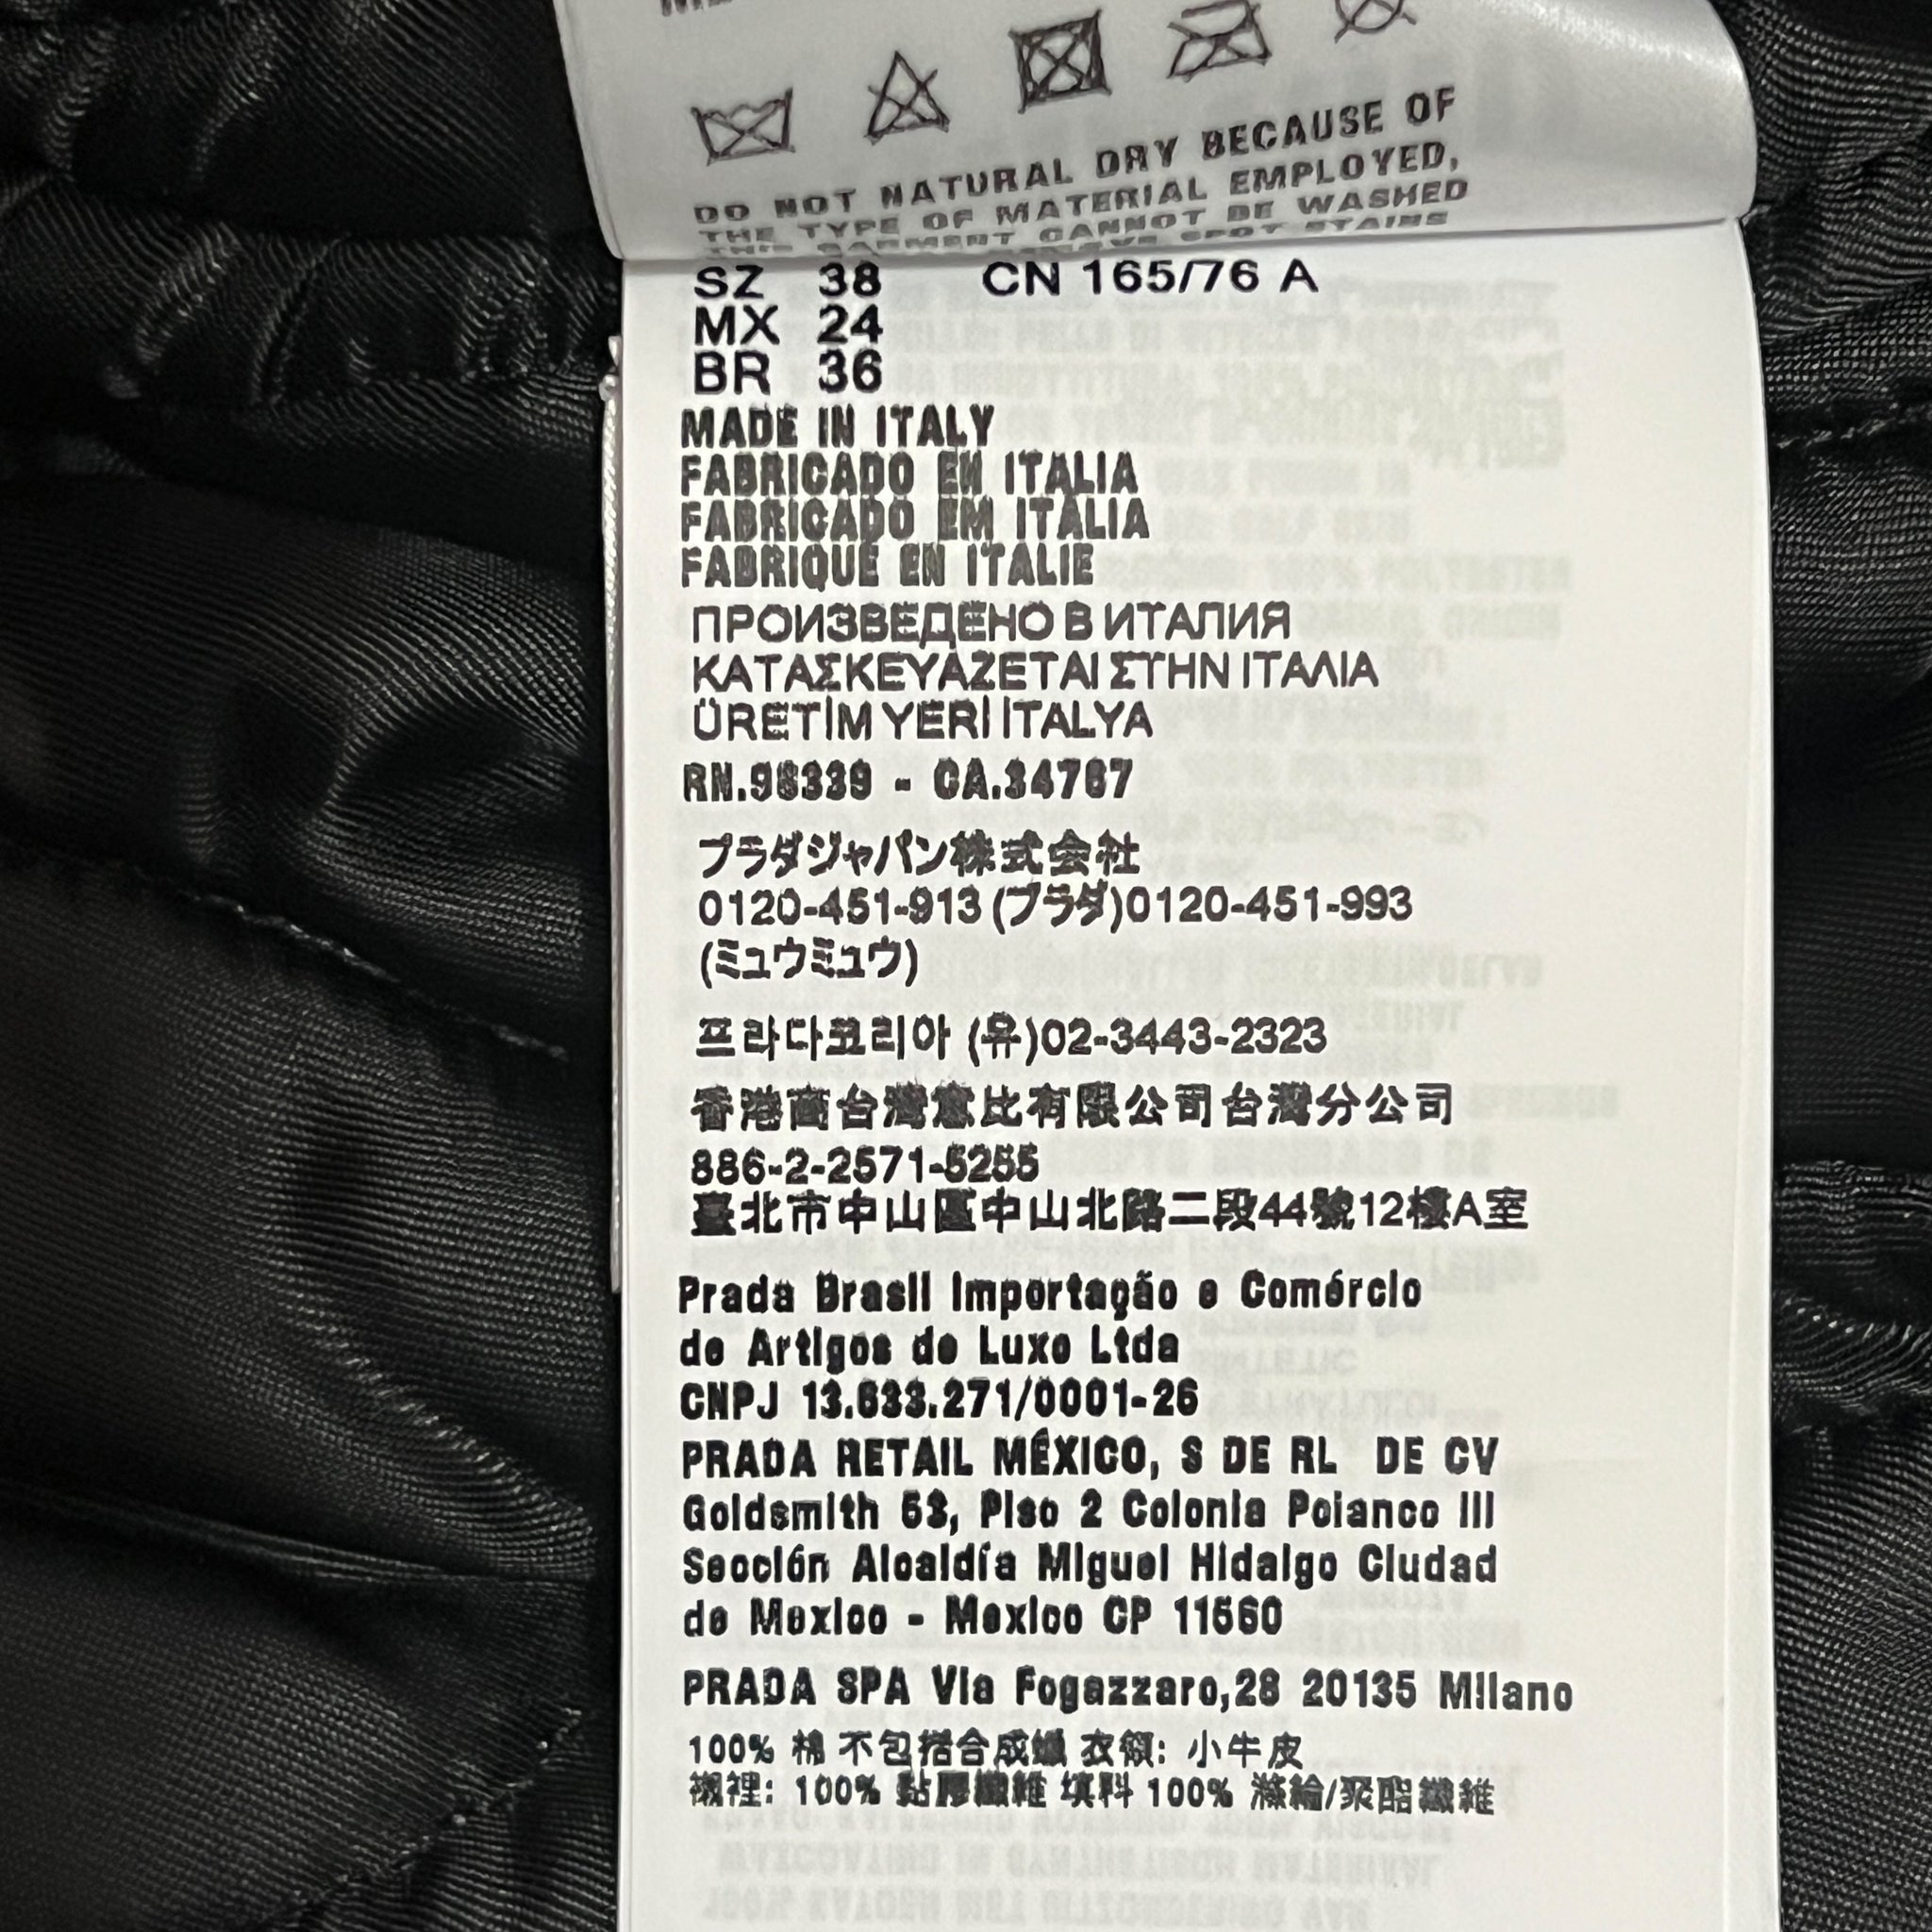 DO NOT NATURAL DRY BECAUSE OF
THE TYPE OF MATERIAL EMPLOYED,
THIS GARMENT CANNOT BE WASHED
SPOT STAINS
SZ 38 CN 165/76 A
MX 24
BR 36
MADE IN ITALY
FABRICADO EN ITALIA
FABRICADO EM ITÁLIA
FABRIQUÉ EN ITALIE
ПРОИЗВЕДЕНО В ИТАЛИЯ
ΚΑΤΑΣΚΕΥΑΖΕΤΑΙ ΣΤΗΝ ΙΤΑΛΙΑ
ÜRETİM YERİ İTALYA
RN.98339 - CA.34787
プラダジャパン株式会社
0120-451-913 (プラダ)0120-451-993
(ミュウミュウ)
프라다코리아 (유)02-3443-2323
香港商台灣意比有限公司台灣分公司
886-2-2571-5255
臺北市中山區中山北路二段44號12樓A室
Prada Brasil Importação e Comércio
de Artigos de Luxo Ltda
CNPJ 13.633.271/0001-26
PRADA RETAIL MÉXICO, S DE RL DE CV
Goldsmith 53, Piso 2 Colonia Polanco III
Sección Alcaldía Miguel Hidalgo Ciudad
de Mexico - Mexico CP 11560
PRADA SPA Via Fogazzaro,28 20135 Milano
100% 棉 不包括合成纖 衣領: 小牛皮
襯裡: 100% 黏膠纖維 填料 100% 滌綸/聚酯纖維